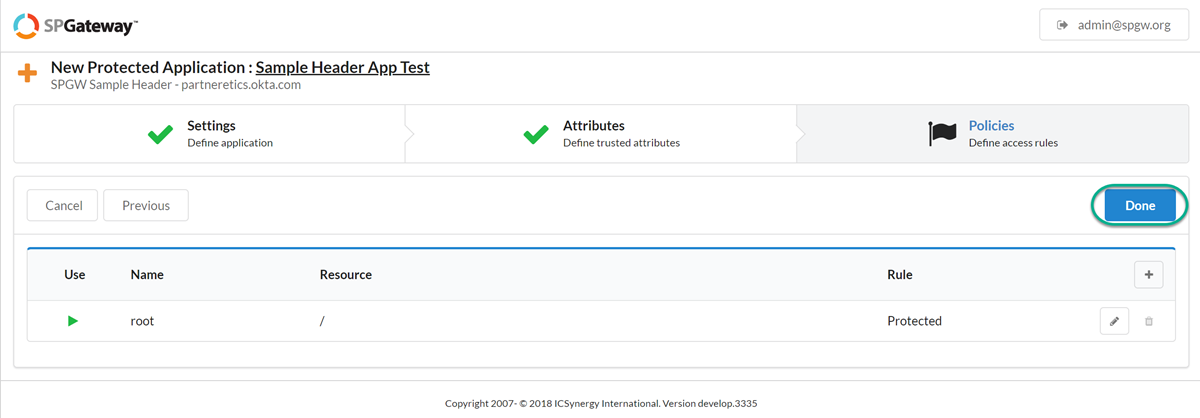 SPGateway™
admin@spgw.org
New Protected Application : Sample Header App Test
SPGW Sample Header - partneretics.okta.com
Settings
Define application
Attributes
Define trusted attributes
Policies
Define access rules
Cancel
Previous
Done
Use Name Resource Rule
root / Protected
Copyright 2007- © 2018 ICSynergy International. Version develop.3335